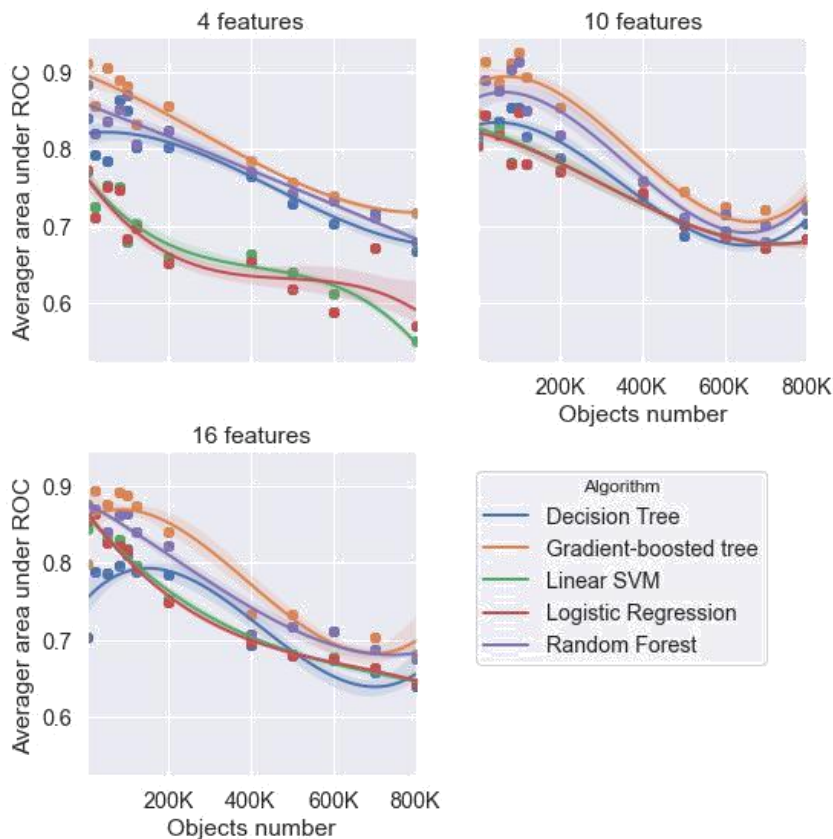 4 features
10 features
Averager area under ROC
0.9
0.8
0.7
0.6
200K 400K 600K 800K
Objects number
16 features
Averager area under ROC
0.9
0.8
0.7
0.6
200K 400K 600K 800K
Objects number
Algorithm
Decision Tree
Gradient-boosted tree
Linear SVM
Logistic Regression
Random Forest